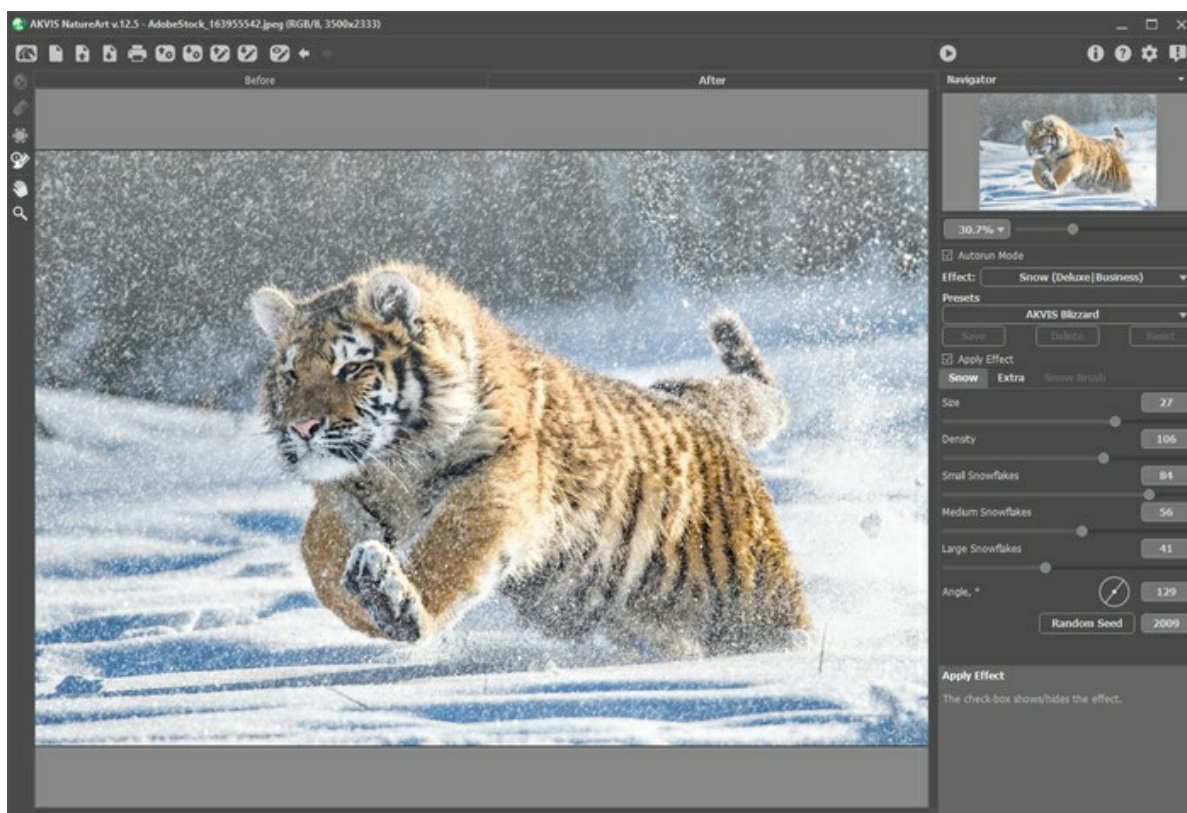 AKVIS NatureArt v.12.5 - AdobeStock_163955542.jpeg (RGB/8, 3500x2333)
Before
After
Navigator
30.7%
Autorun Mode
Effect: Snow (Deluxe|Business)
Presets
AKVIS Blizzard
Save Delete Reset
Apply Effect
Snow Extra Snow Brush
Size 27
Density 106
Small Snowflakes 84
Medium Snowflakes 56
Large Snowflakes 41
Angle, ° 129
Random Seed 2009
Apply Effect
The check-box shows/hides the effect.